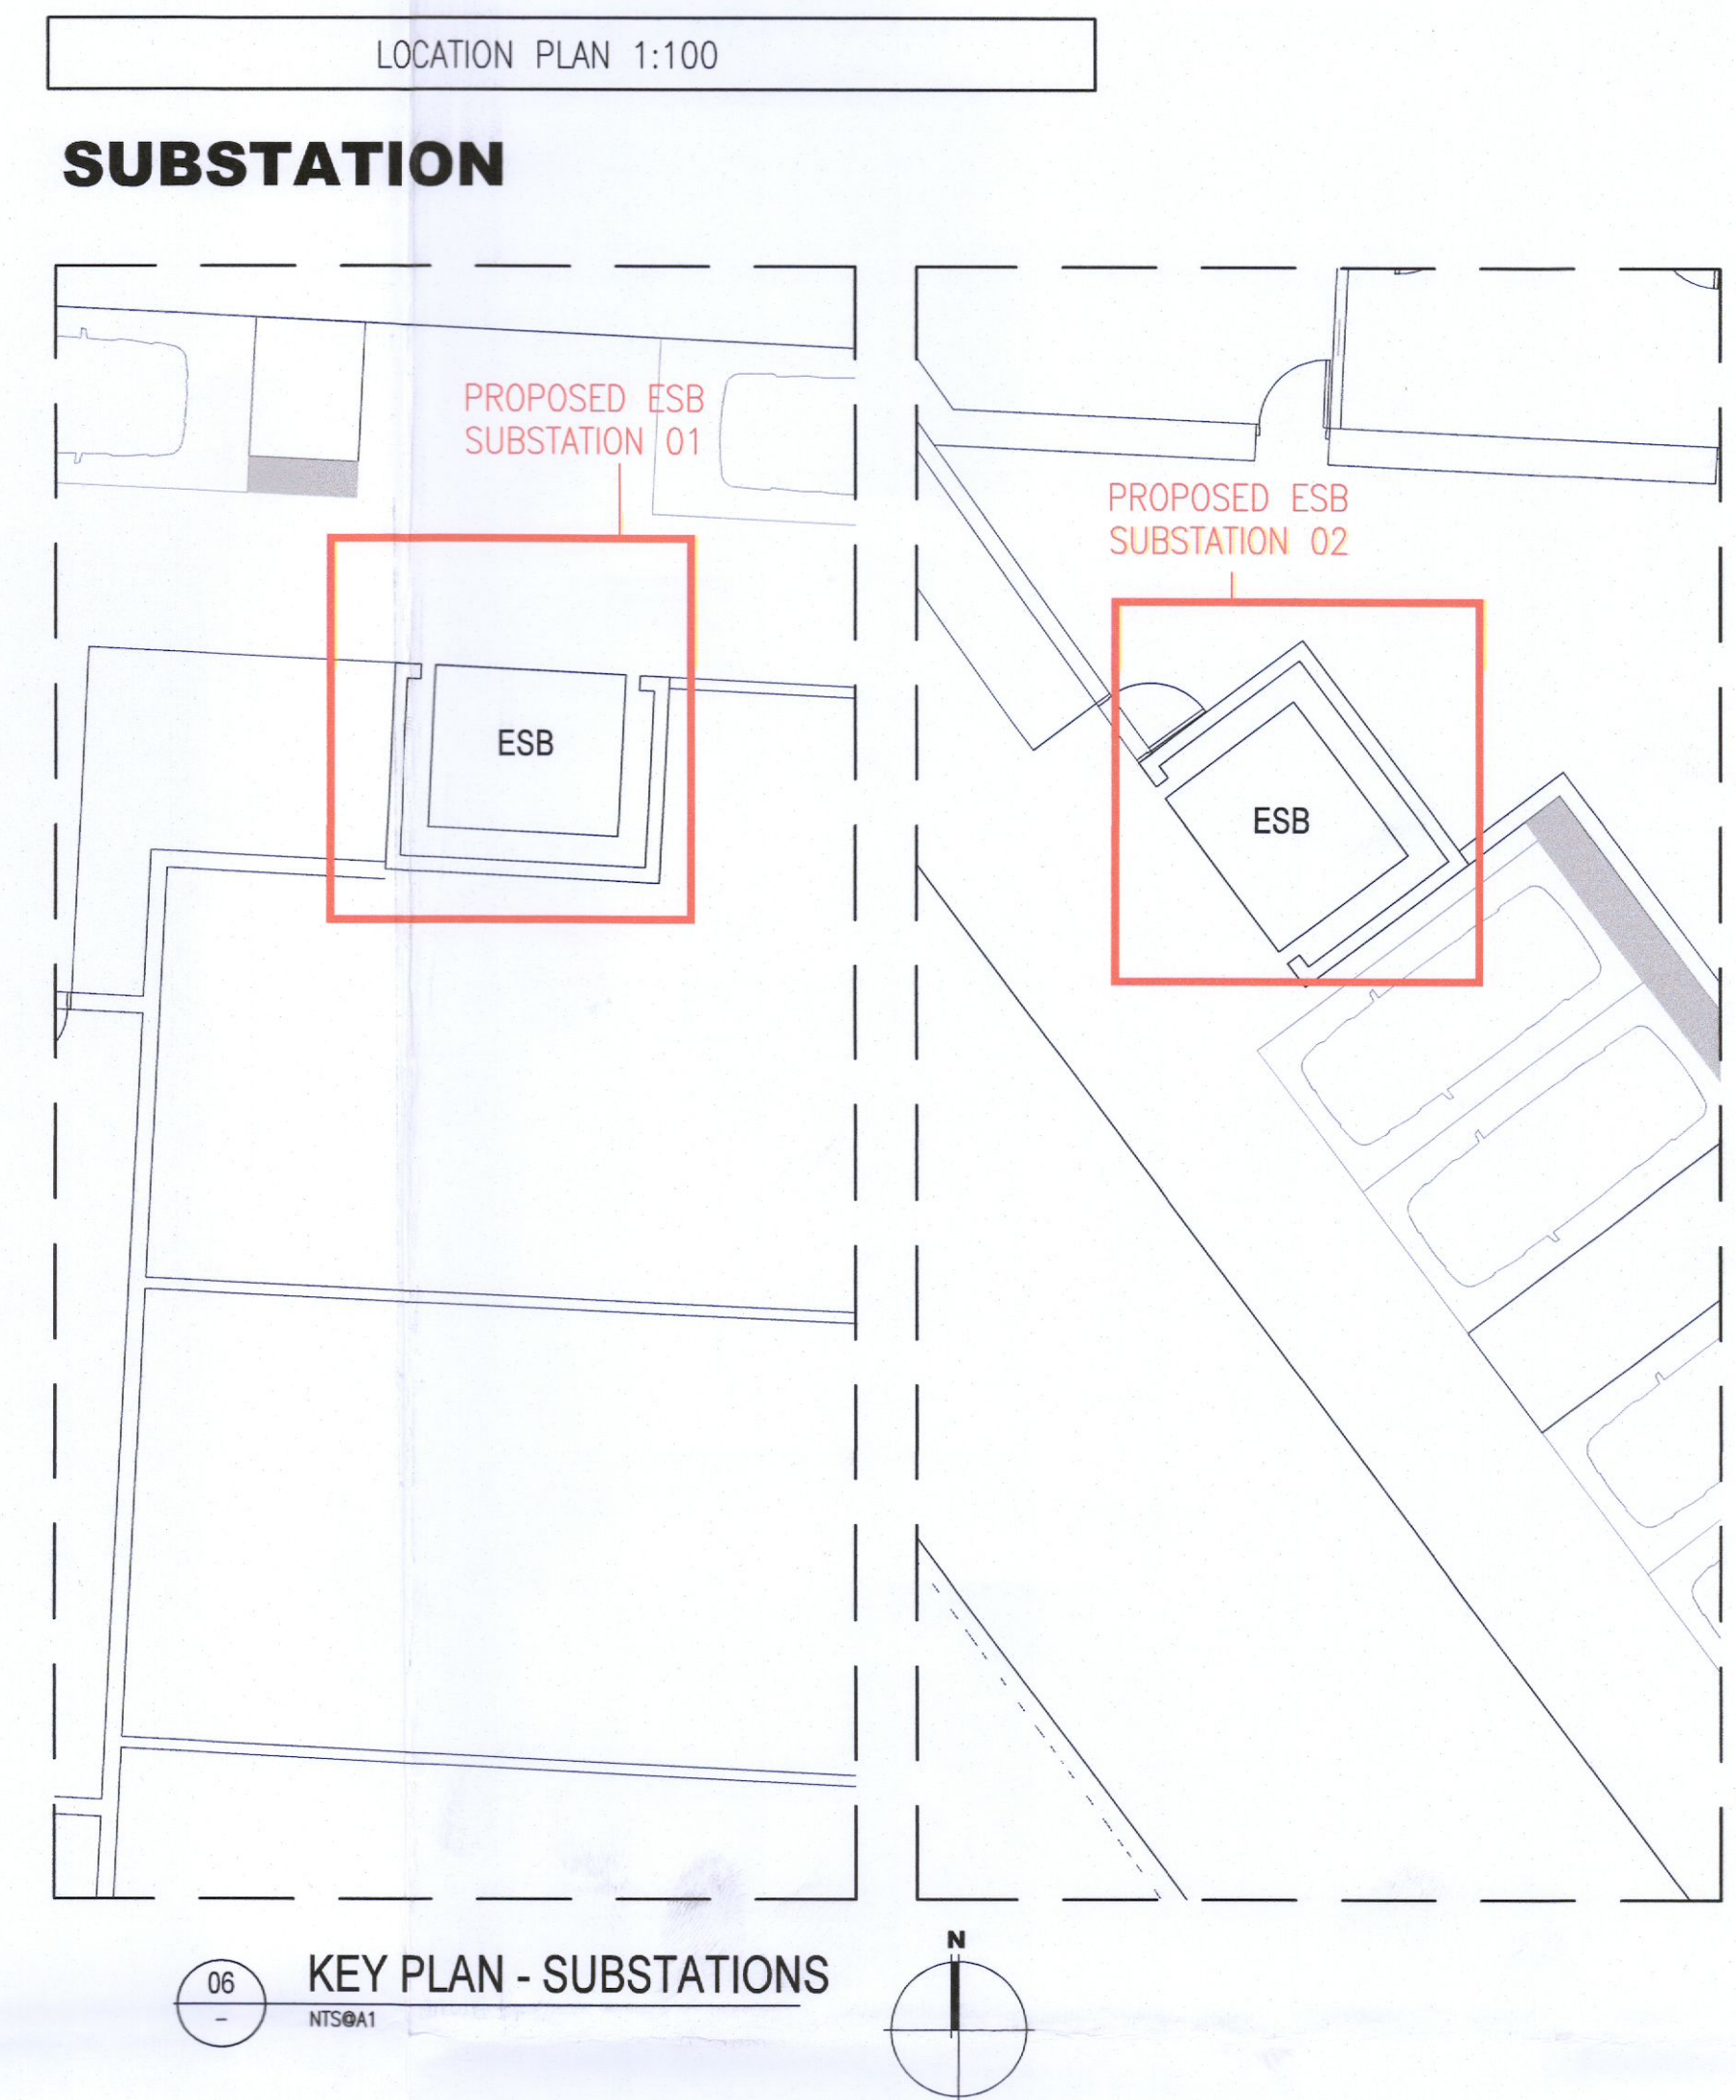 LOCATION PLAN 1:100
SUBSTATION
PROPOSED ESB
SUBSTATION 01
ESB
PROPOSED ESB
SUBSTATION 02
ESB
06
–
KEY PLAN - SUBSTATIONS
NTS@A1
N